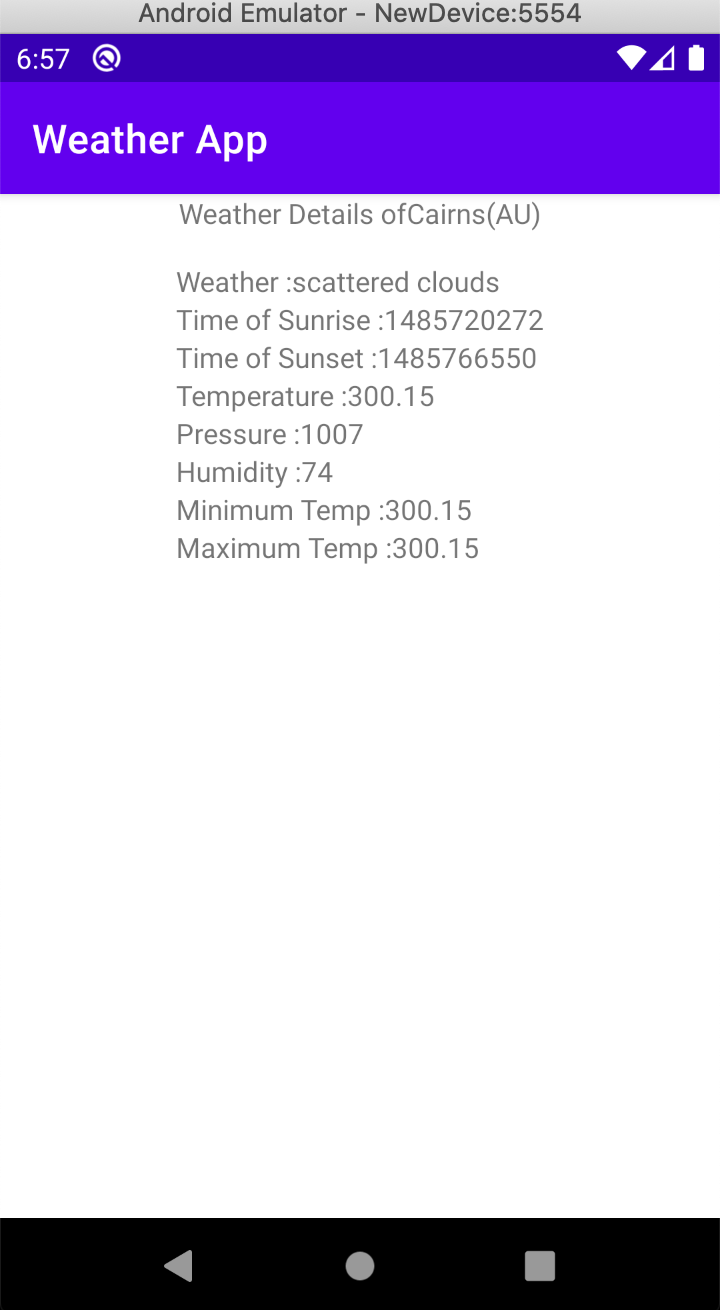 Android Emulator - NewDevice:5554
6:57
Weather App
Weather Details ofCairns(AU)
Weather :scattered clouds
Time of Sunrise :1485720272
Time of Sunset :1485766550
Temperature :300.15
Pressure :1007
Humidity :74
Minimum Temp :300.15
Maximum Temp :300.15